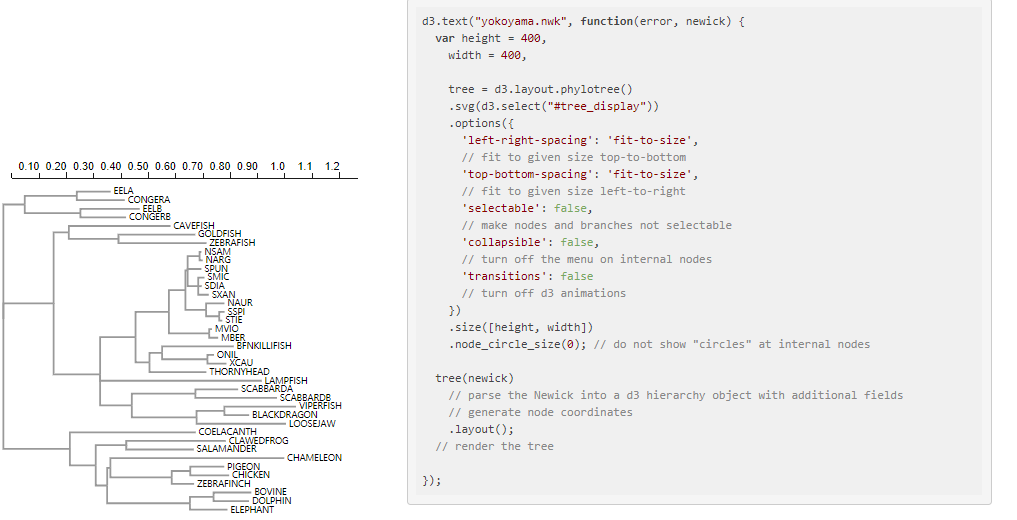 d3.text("yokoyama.nwk", function(error, newick) {
var height = 400,
width = 400,
tree = d3.layout.phylotree()
.svg(d3.select("#tree_display"))
.options({
'left-right-spacing': 'fit-to-size',
// fit to given size top-to-bottom
'top-bottom-spacing': 'fit-to-size',
// fit to given size left-to-right
'selectable': false,
// make nodes and branches not selectable
'collapsible': false,
// turn off the menu on internal nodes
'transitions': false
// turn off d3 animations
})
.size([height, width])
.node_circle_size(0); // do not show "circles" at internal nodes
tree(newick)
// parse the Newick into a d3 hierarchy object with additional fields
// generate node coordinates
.layout();
// render the tree
});
0.10 0.20 0.30 0.40 0.50 0.60 0.70 0.80 0.90 1.0 1.1 1.2
EELA
CONGERA
EELB
CONGERB
CAVEFISH
GOLDFISH
ZEBRAFISH
NSAM
NARG
SPUN
SMIC
SDIA
SXAN
NAUR
SSPI
STIE
MVIO
MBER
BFNKILLIFISH
ONIL
XCAU
THORNYHEAD
LAMPFISH
SCABBARDA
SCABBARDB
VIPERFISH
BLACKDRAGON
LOOSEJAW
COELACANTH
CLAWEDFROG
SALAMANDER
CHAMELEON
PIGEON
CHICKEN
ZEBRAFINCH
BOVINE
DOLPHIN
ELEPHANT